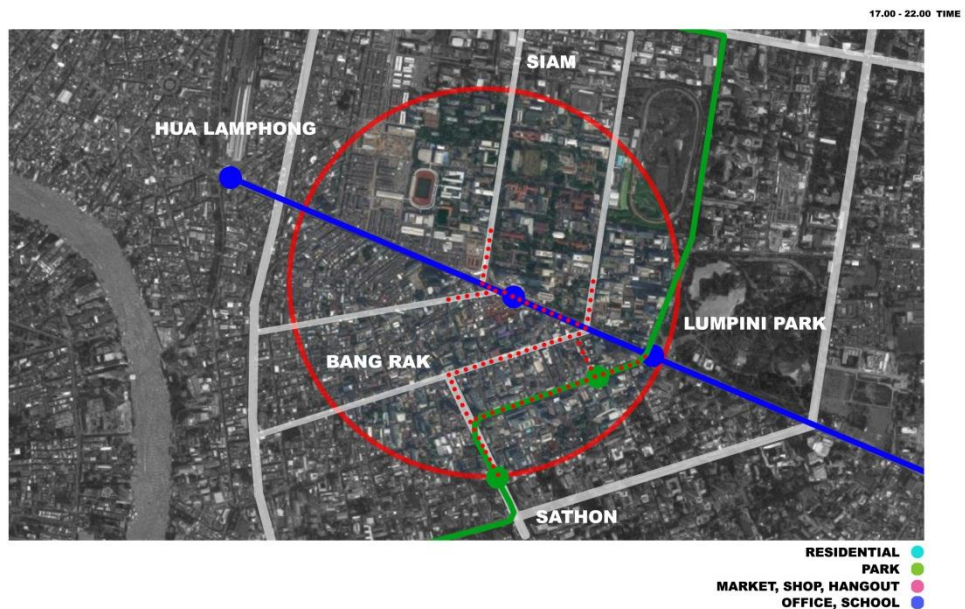 17.00 - 22.00 TIME
SIAM
HUA LAMPHONG
LUMPINI PARK
BANG RAK
SATHON
RESIDENTIAL
PARK
MARKET, SHOP, HANGOUT
OFFICE, SCHOOL